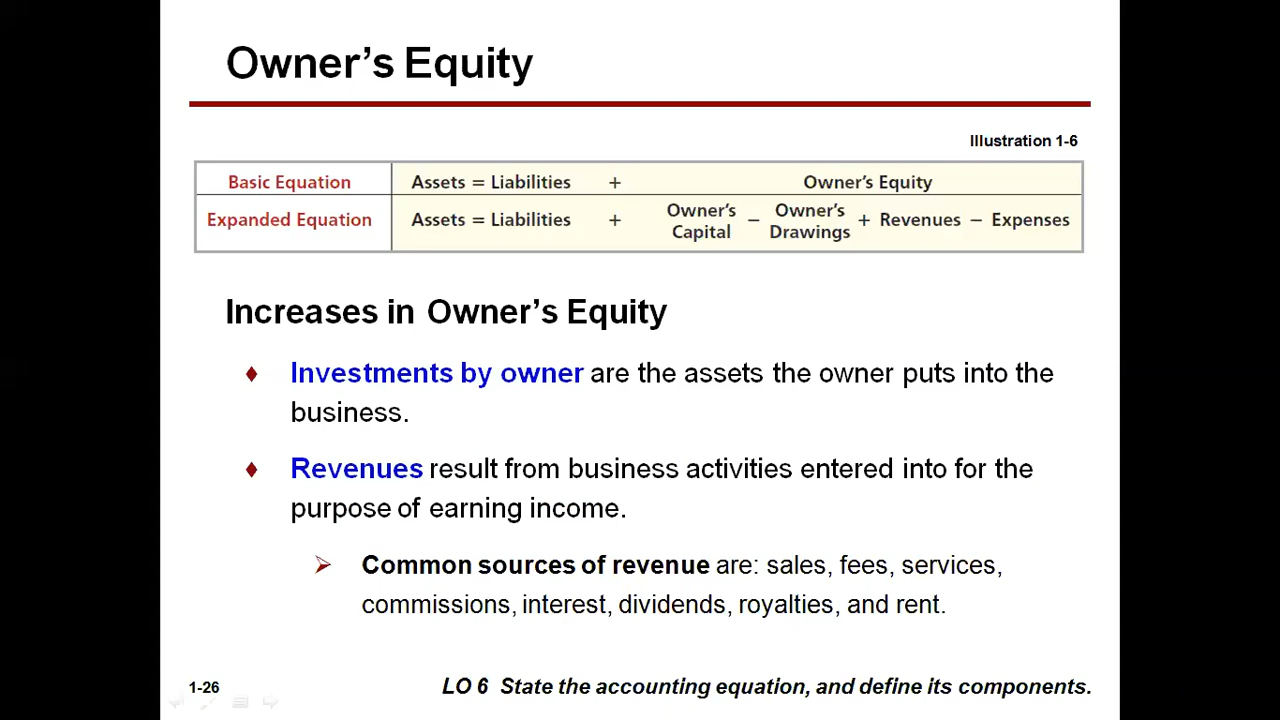 Owner’s Equity
Illustration 1-6
Basic Equation Assets = Liabilities + Owner’s Equity
Expanded Equation Assets = Liabilities + Owner’s Capital − Owner’s Drawings + Revenues − Expenses
Increases in Owner’s Equity
♦ Investments by owner are the assets the owner puts into the
business.
♦ Revenues result from business activities entered into for the
purpose of earning income.
➢ Common sources of revenue are: sales, fees, services,
commissions, interest, dividends, royalties, and rent.
1-26
LO 6 State the accounting equation, and define its components.